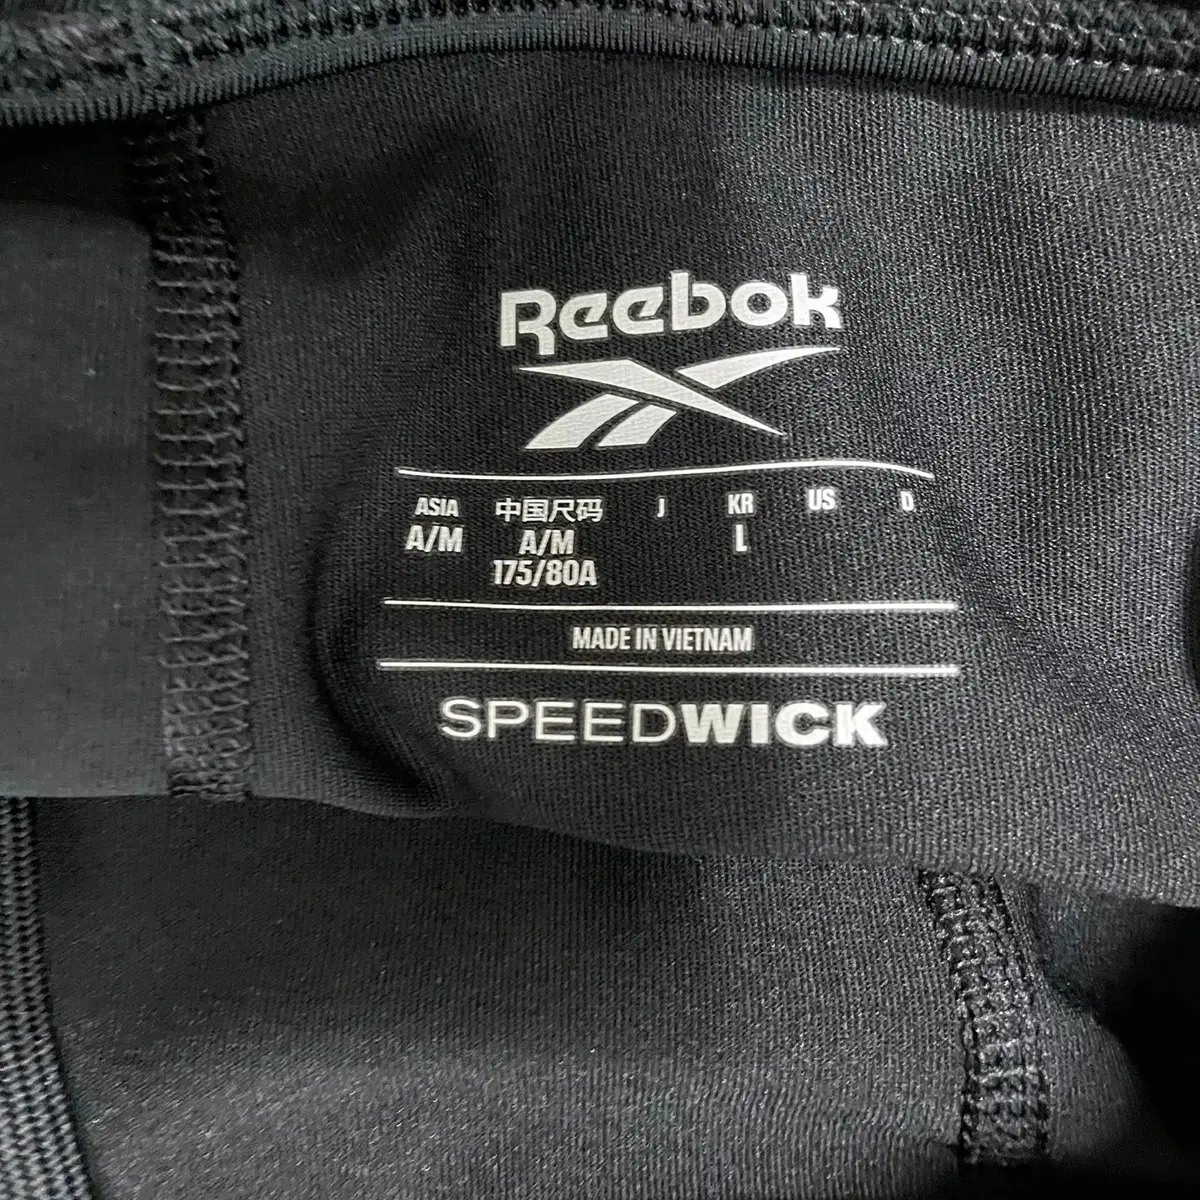 Reebok
ASIA 中国尺码 J KR US D
A/M A/M L
175/80A
MADE IN VIETNAM
SPEEDWICK